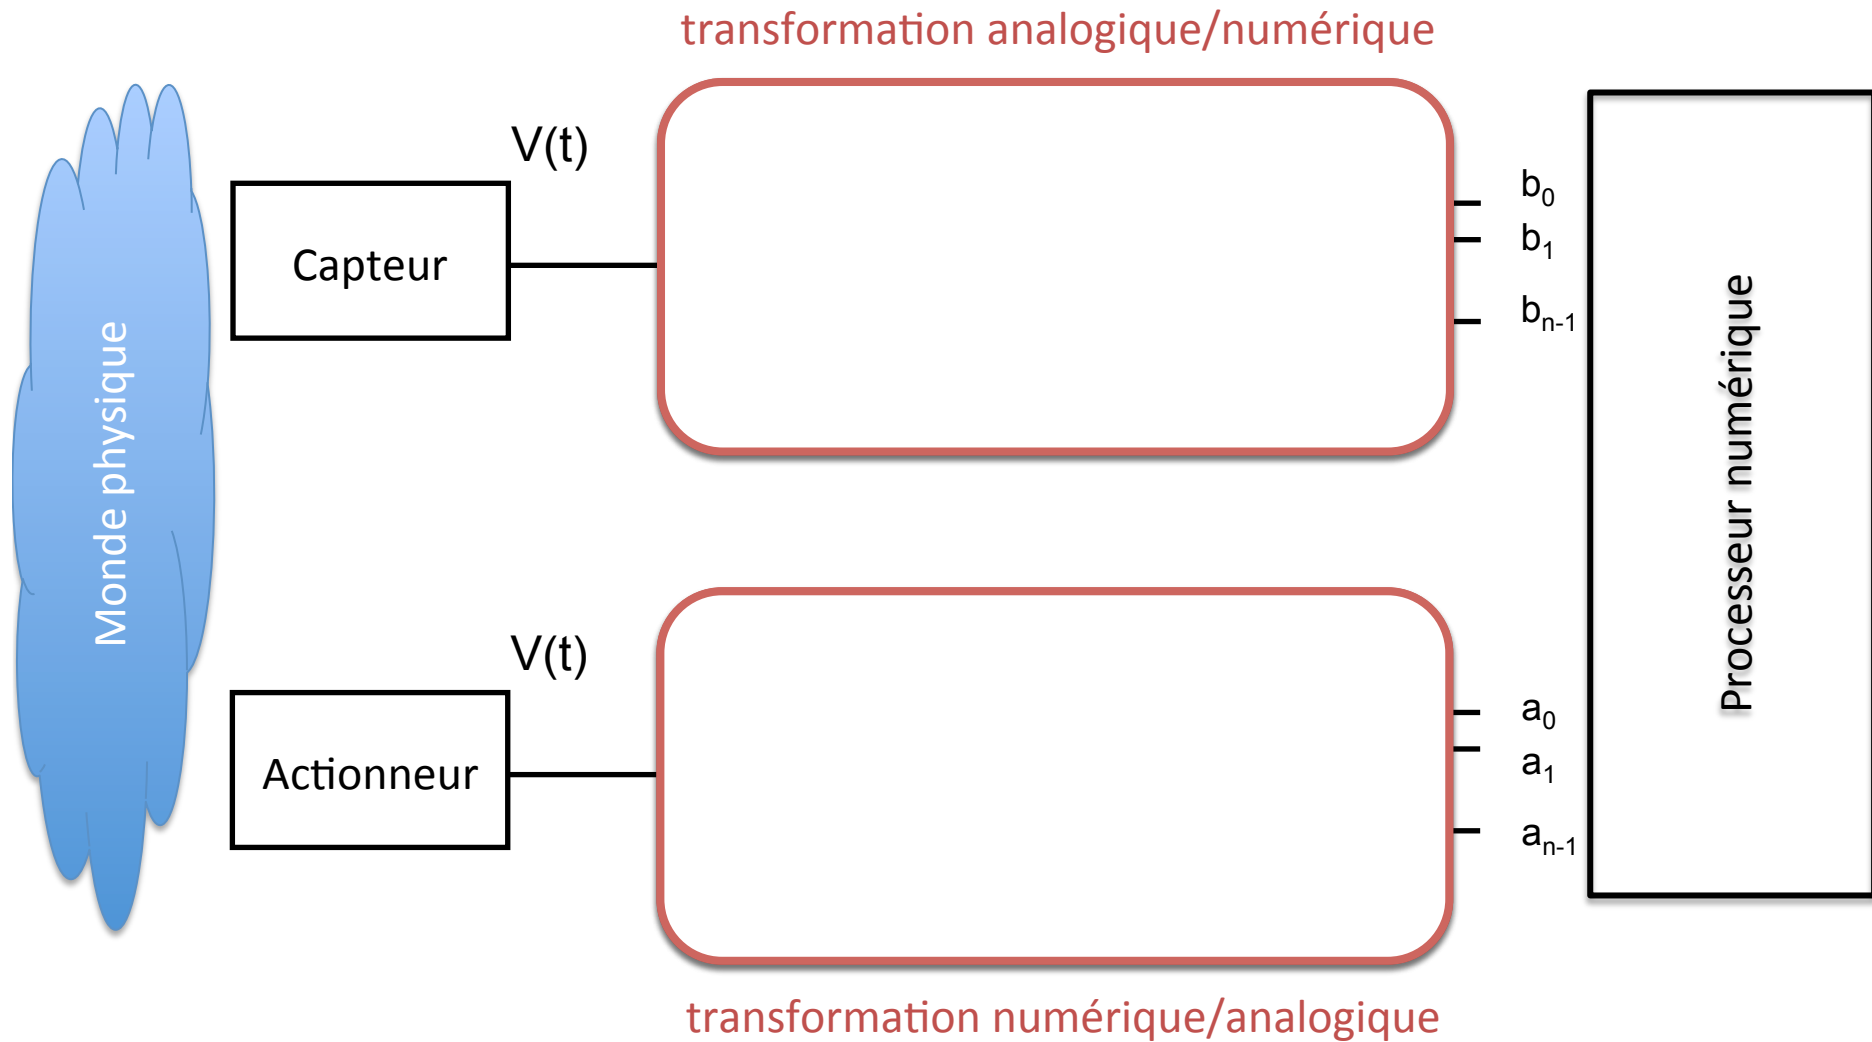 transformation analogique/numérique
V(t)
Capteur
b0
b1
bn-1
Monde physique
Processeur numérique
V(t)
Actionneur
a0
a1
an-1
transformation numérique/analogique